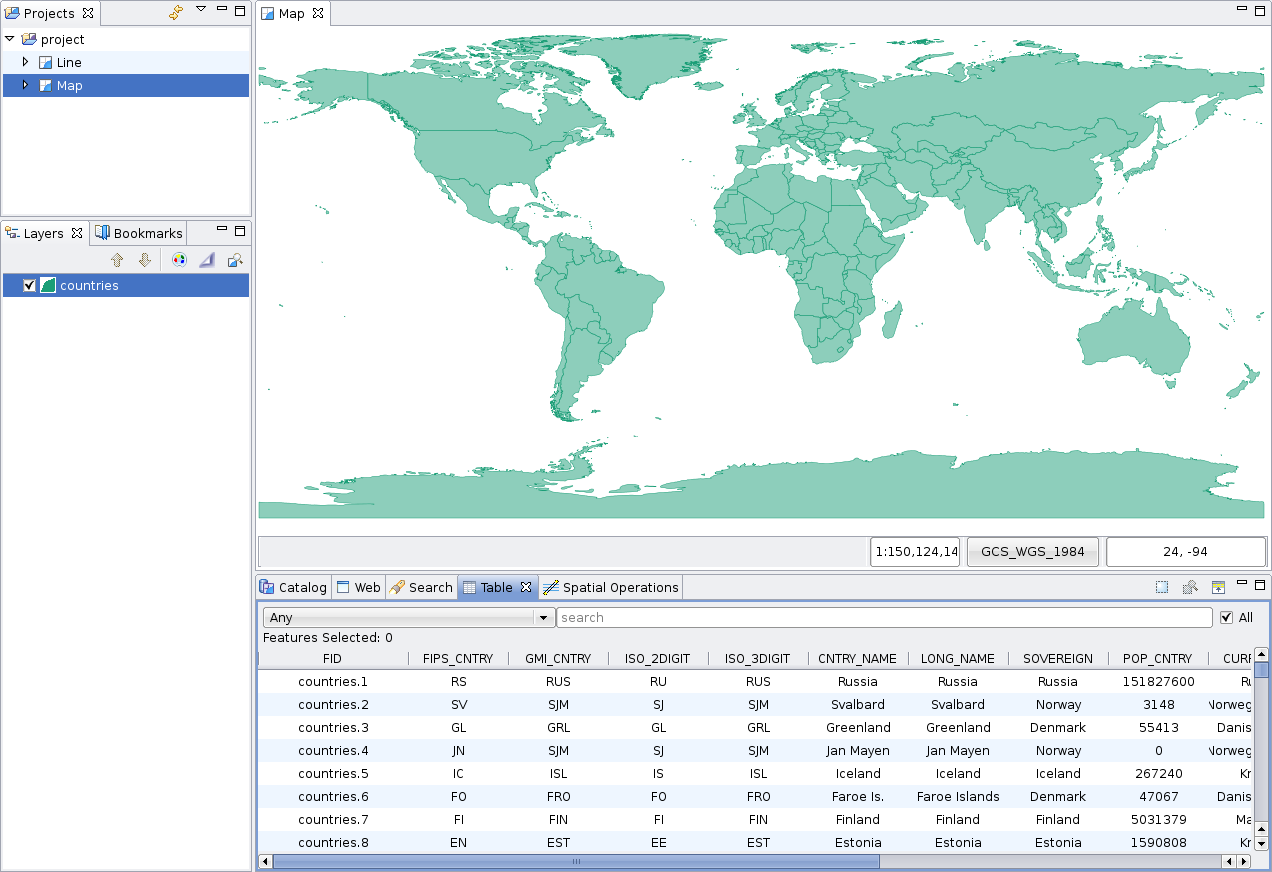 Projects
project
Line
Map
Layers Bookmarks
countries
Map
1:150,124,14 GCS_WGS_1984 24, -94
Catalog Web Search Table Spatial Operations
Any search All
Features Selected: 0
FID FIPS_CNTRY GMI_CNTRY ISO_2DIGIT ISO_3DIGIT CNTRY_NAME LONG_NAME SOVEREIGN POP_CNTRY CURR
countries.1 RS RUS RU RUS Russia Russia Russia 151827600 Ru
countries.2 SV SJM SJ SJM Svalbard Svalbard Norway 3148 Norweg
countries.3 GL GRL GL GRL Greenland Greenland Denmark 55413 Danis
countries.4 JN SJM SJ SJM Jan Mayen Jan Mayen Norway 0 Norweg
countries.5 IC ISL IS ISL Iceland Iceland Iceland 267240 Kr
countries.6 FO FRO FO FRO Faroe Is. Faroe Islands Denmark 47067 Danis
countries.7 FI FIN FI FIN Finland Finland Finland 5031379 Ma
countries.8 EN EST EE EST Estonia Estonia Estonia 1590808 Kr